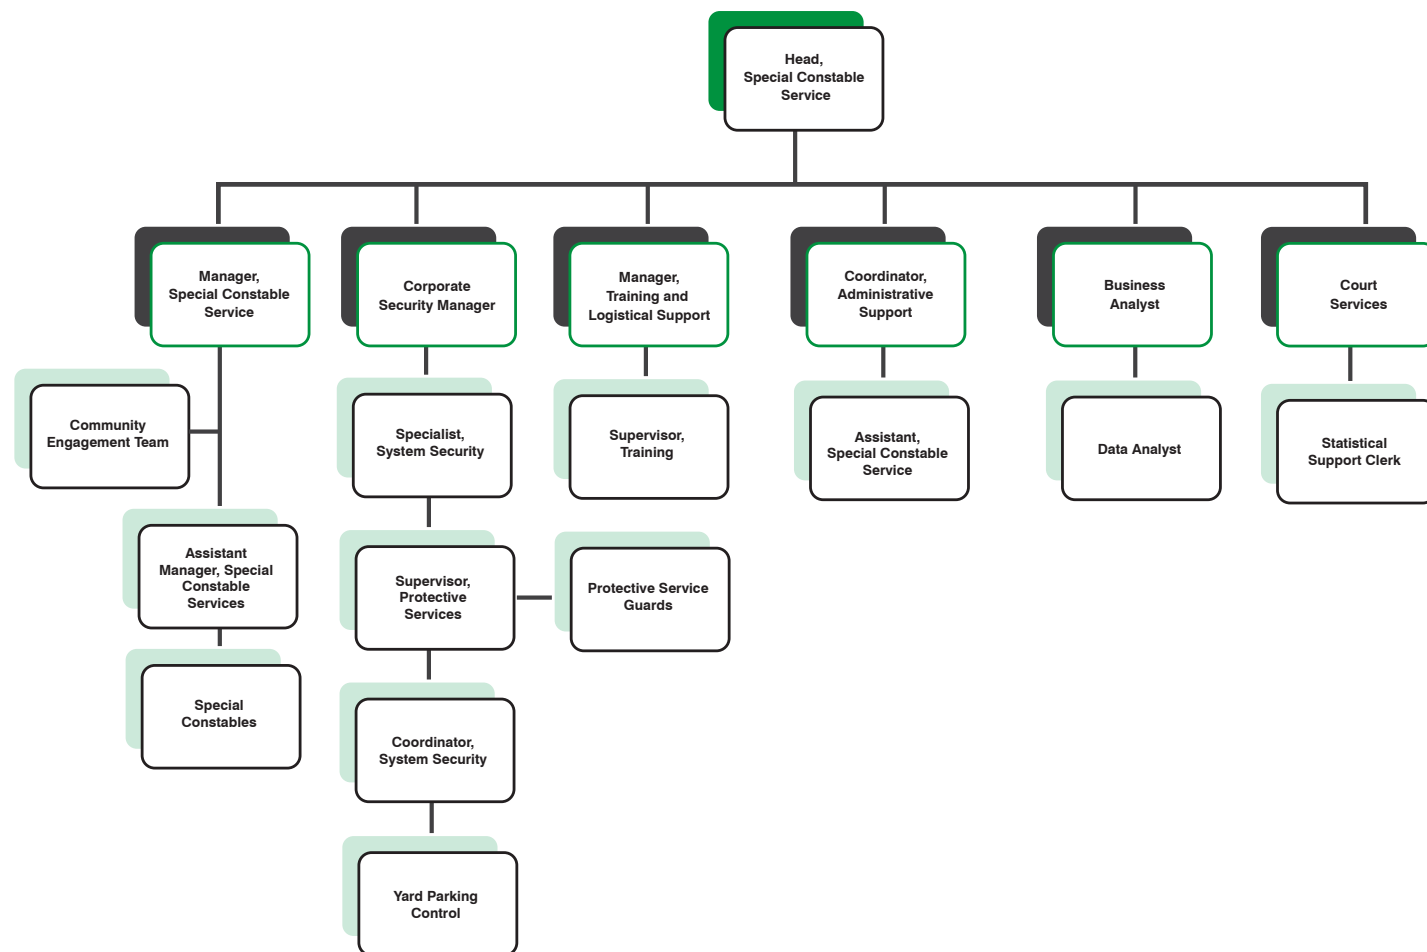 Head,
Special Constable
Service
Manager,
Special Constable
Service
Corporate
Security Manager
Manager,
Training and
Logistical Support
Coordinator,
Administrative
Support
Business
Analyst
Court
Services
Community
Engagement Team
Specialist,
System Security
Supervisor,
Training
Assistant,
Special Constable
Service
Data Analyst
Statistical
Support Clerk
Assistant
Manager, Special
Constable
Services
Supervisor,
Protective
Services
Protective Service
Guards
Special
Constables
Coordinator,
System Security
Yard Parking
Control